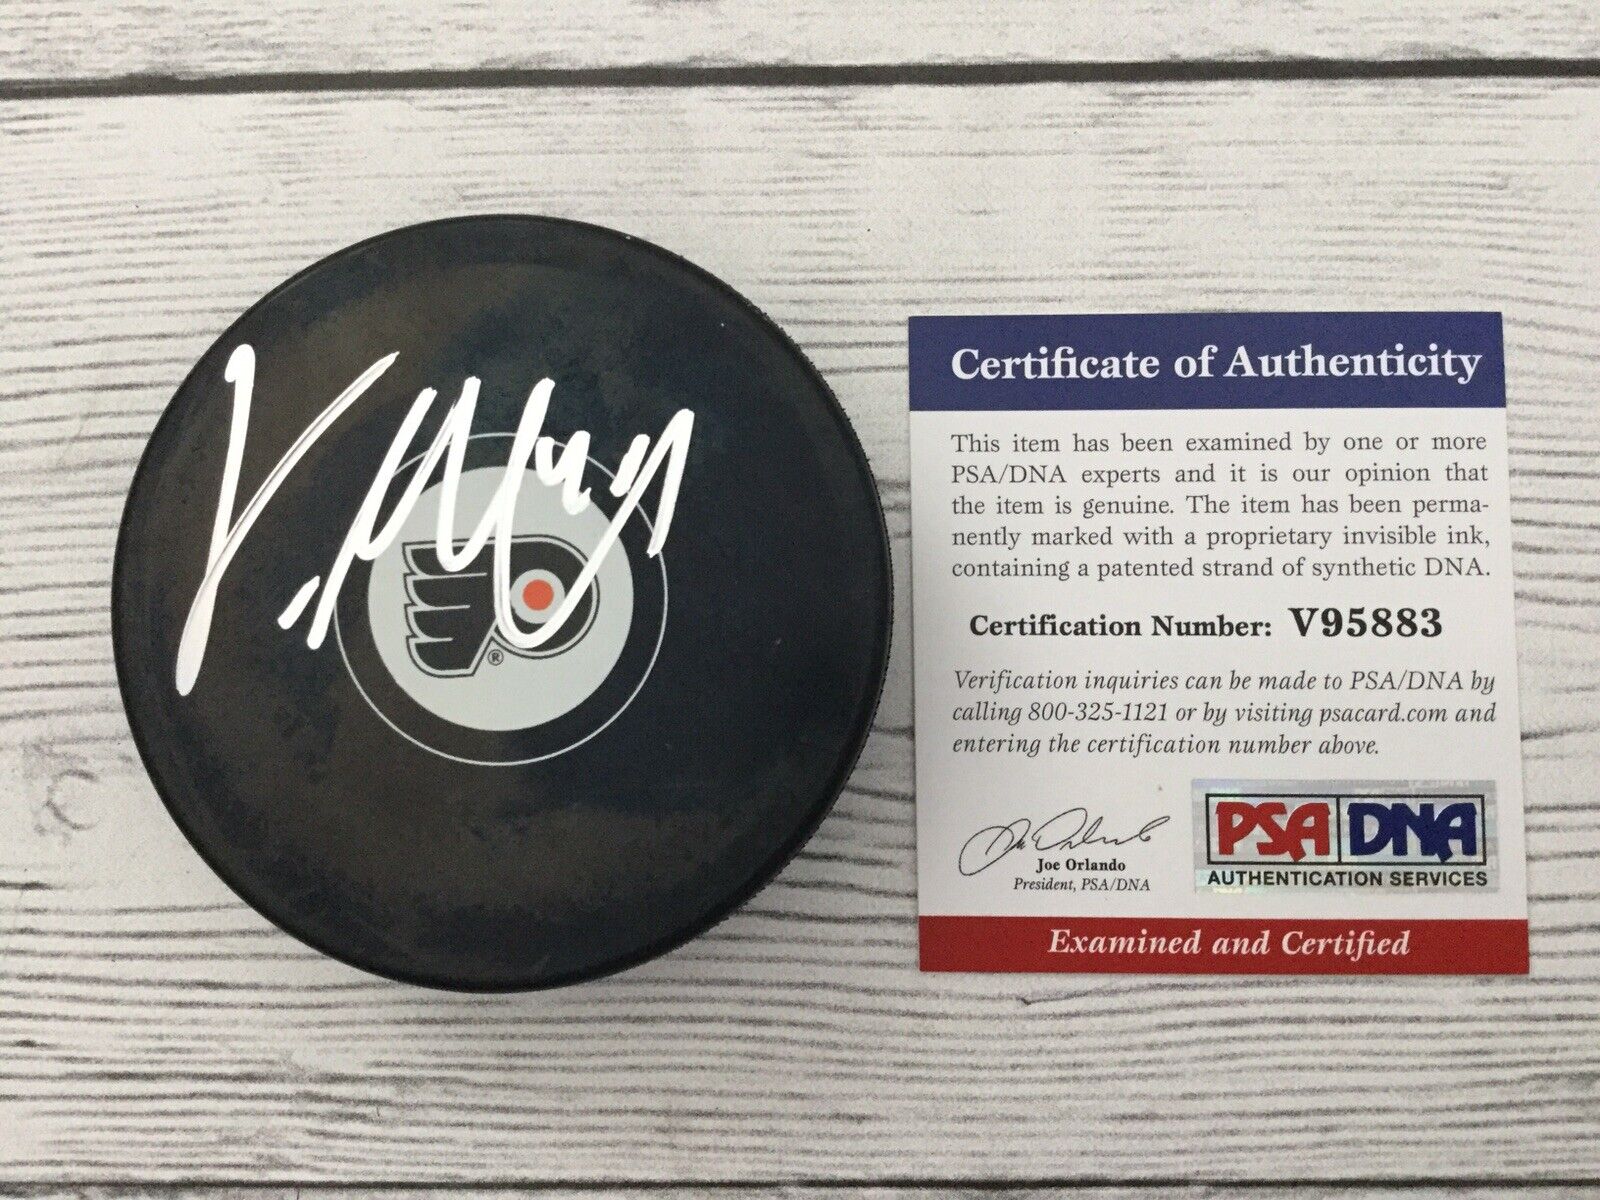 ®
Certificate of Authenticity
This item has been examined by one or more
PSA/DNA experts and it is our opinion that
the item is genuine. The item has been perma-
nently marked with a proprietary invisible ink,
containing a patented strand of synthetic DNA.
Certification Number: V95883
Verification inquiries can be made to PSA/DNA by
calling 800-325-1121 or by visiting psacard.com and
entering the certification number above.
Joe Orlando
President, PSA/DNA
PSA DNA
AUTHENTICATION SERVICES
Examined and Certified